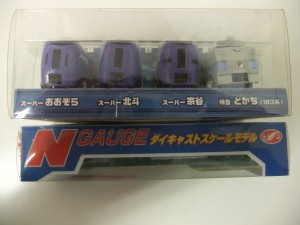 スーパー おおぞら
スーパー 北斗
スーパー 宗谷
特急 とかち(183系)
N GAUGE
ダイキャストスケールモデル